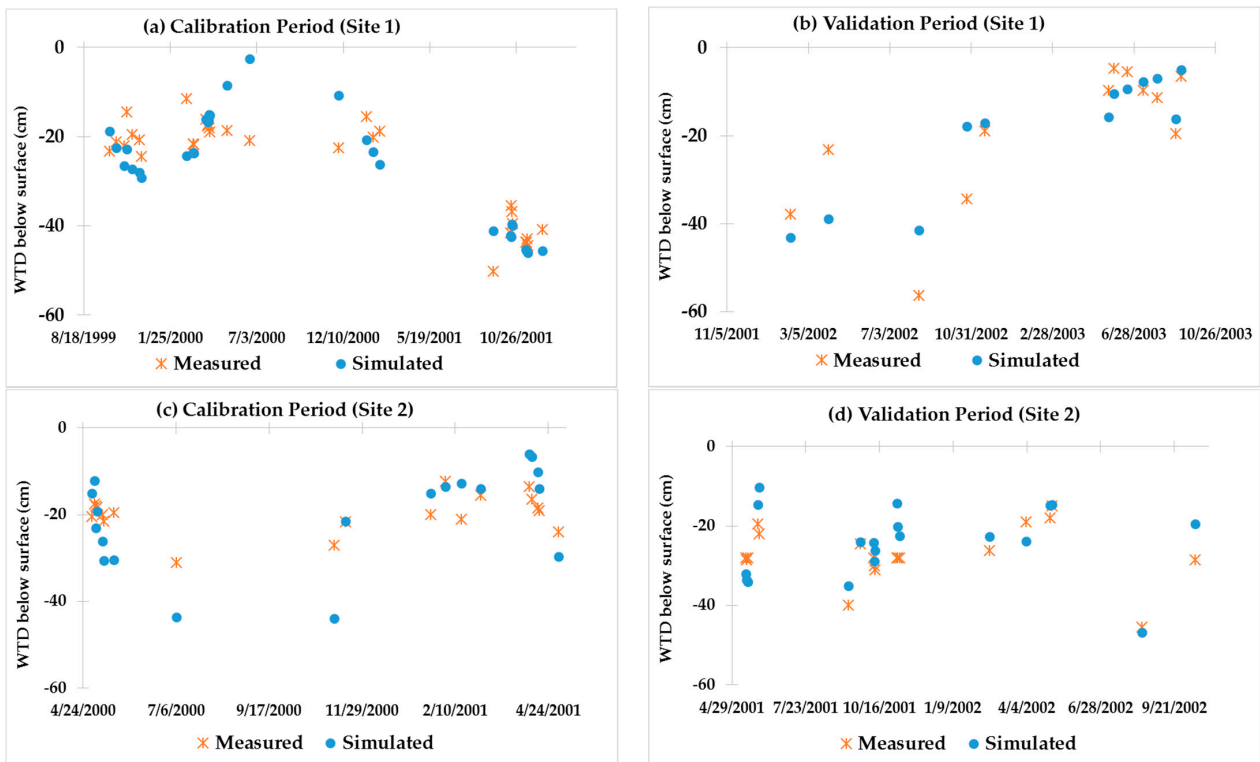 (a) Calibration Period (Site 1)
WTD below surface (cm)
0
-20
-40
-60
8/18/1999 1/25/2000 7/3/2000 12/10/2000 5/19/2001 10/26/2001
Measured Simulated
(b) Validation Period (Site 1)
WTD below surface (cm)
0
-20
-40
-60
11/5/2001 3/5/2002 7/3/2002 10/31/2002 2/28/2003 6/28/2003 10/26/2003
Measured Simulated
(c) Calibration Period (Site 2)
WTD below surface (cm)
0
-20
-40
-60
4/24/2000 7/6/2000 9/17/2000 11/29/2000 2/10/2001 4/24/2001
Measured Simulated
(d) Validation Period (Site 2)
WTD below surface (cm)
0
-20
-40
-60
4/29/2001 7/23/2001 10/16/2001 1/9/2002 4/4/2002 6/28/2002 9/21/2002
Measured Simulated